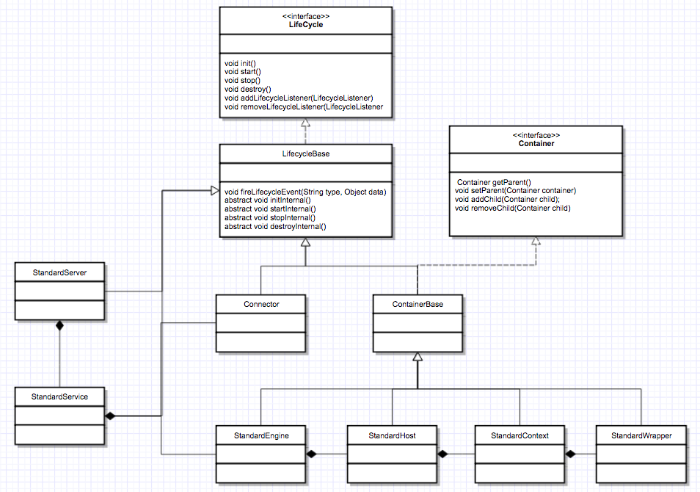 <<interface>>
LifeCycle
void init()
void start()
void stop()
void destroy()
void addLifecycleListener(LifecycleListener)
void removeLifecycleListener(LifecycleListener
LifecycleBase
void fireLifecycleEvent(String type, Object data)
abstract void initInternal()
abstract void startInternal()
abstract void stopInternal()
abstract void destroyInternal()
<<interface>>
Container
Container getParent()
void setParent(Container container)
void addChild(Container child);
void removeChild(Container child)
StandardServer
Connector
ContainerBase
StandardService
StandardEngine
StandardHost
StandardContext
StandardWrapper